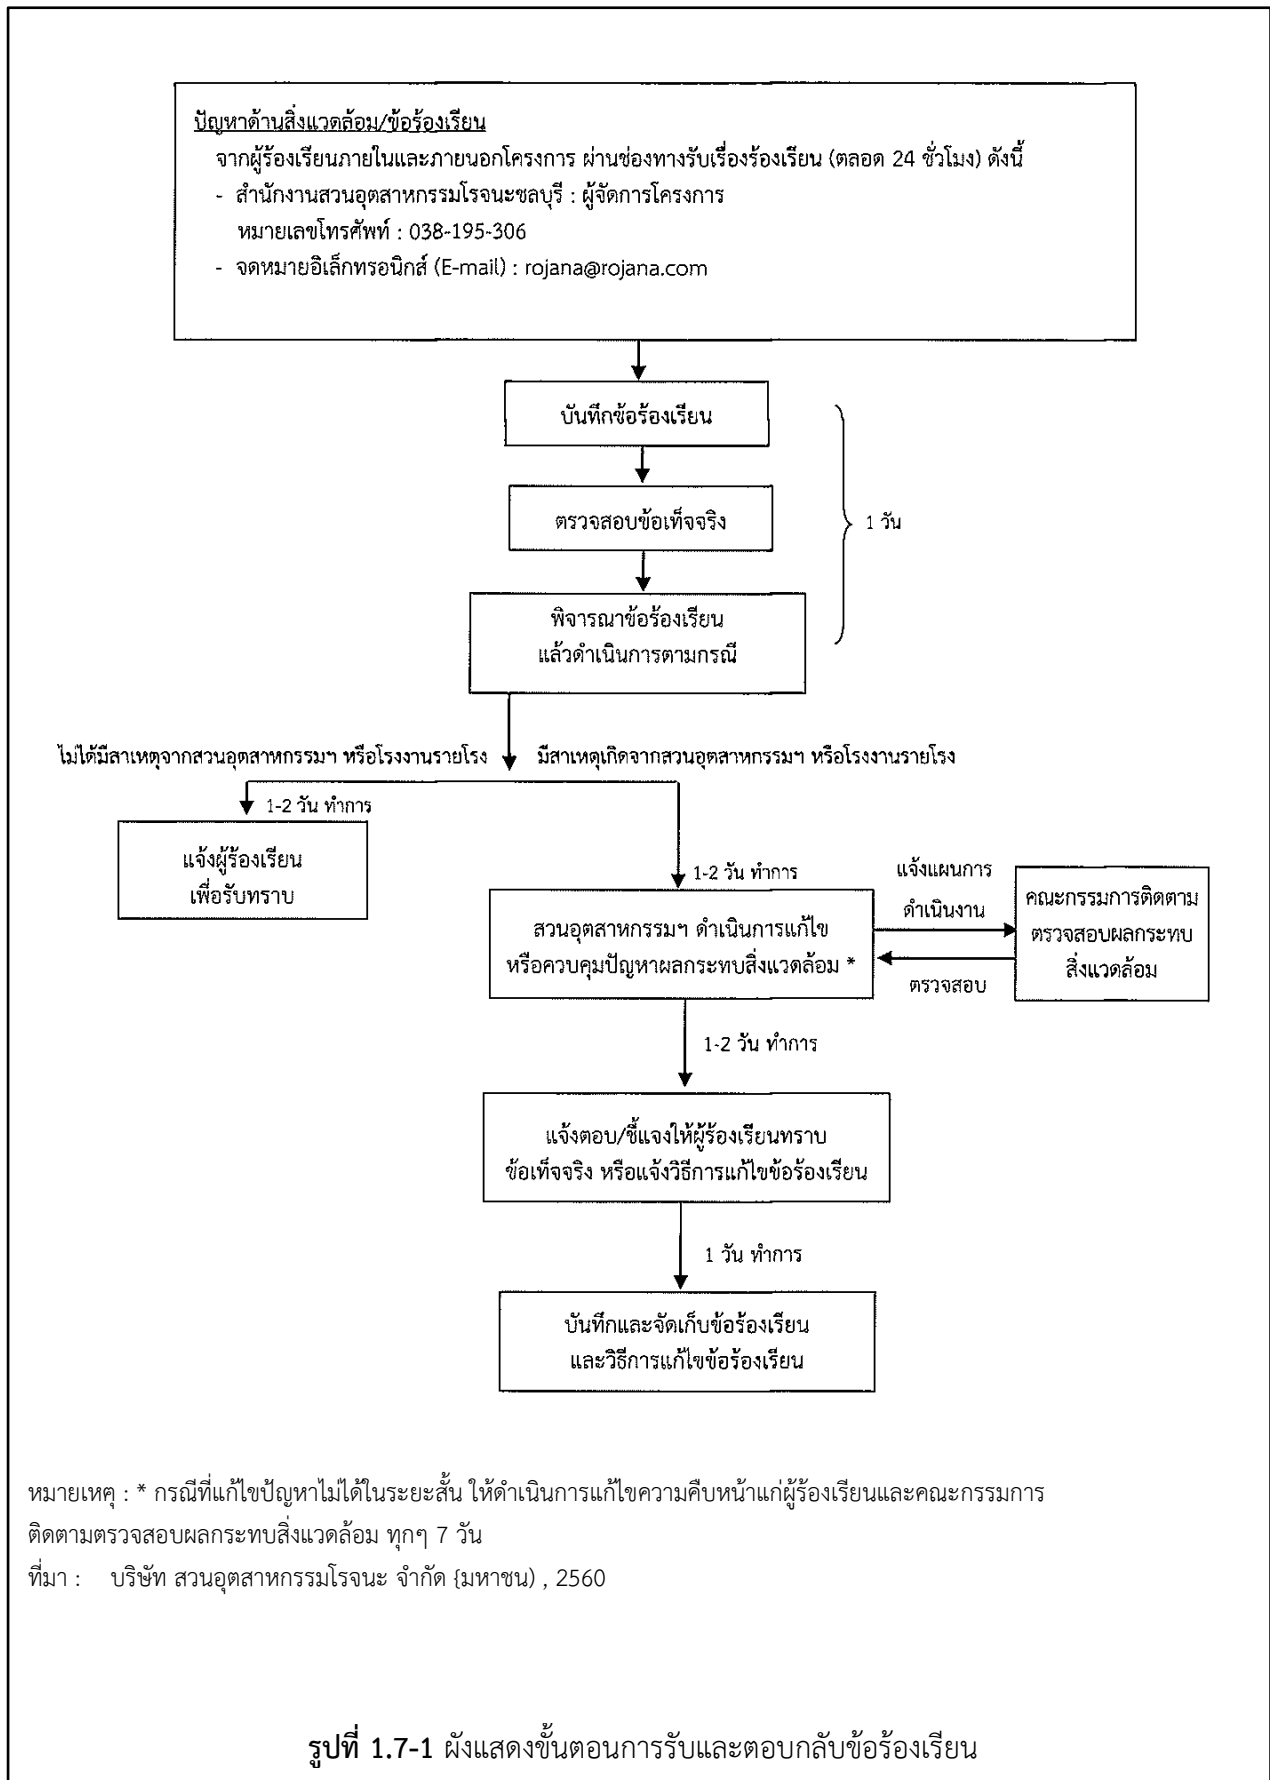 ปัญหาด้านสิ่งแวดล้อม/ข้อร้องเรียน
จากผู้ร้องเรียนภายในและภายนอกโครงการ ผ่านช่องทางรับเรื่องร้องเรียน (ตลอด 24 ชั่วโมง) ดังนี้
- สำนักงานสวนอุตสาหกรรมโรจนะชลบุรี : ผู้จัดการโครงการ
หมายเลขโทรศัพท์ : 038-195-306
- จดหมายอิเล็กทรอนิกส์ (E-mail) : rojana@rojana.com
บันทึกข้อร้องเรียน
ตรวจสอบข้อเท็จจริง
1 วัน
พิจารณาข้อร้องเรียน
แล้วดำเนินการตามกรณี
ไม่ได้มีสาเหตุจากสวนอุตสาหกรรมฯ หรือโรงงานรายโรง
มีสาเหตุเกิดจากสวนอุตสาหกรรมฯ หรือโรงงานรายโรง
1-2 วัน ทำการ
แจ้งผู้ร้องเรียน
เพื่อรับทราบ
1-2 วัน ทำการ
สวนอุตสาหกรรมฯ ดำเนินการแก้ไข
หรือควบคุมปัญหาผลกระทบสิ่งแวดล้อม *
แจ้งแผนการ
ดำเนินงาน
ตรวจสอบ
คณะกรรมการติดตาม
ตรวจสอบผลกระทบ
สิ่งแวดล้อม
1-2 วัน ทำการ
แจ้งตอบ/ชี้แจงให้ผู้ร้องเรียนทราบ
ข้อเท็จจริง หรือแจ้งวิธีการแก้ไขข้อร้องเรียน
1 วัน ทำการ
บันทึกและจัดเก็บข้อร้องเรียน
และวิธีการแก้ไขข้อร้องเรียน
หมายเหตุ : * กรณีที่แก้ไขปัญหาไม่ได้ในระยะสั้น ให้ดำเนินการแก้ไขความคืบหน้าแก่ผู้ร้องเรียนและคณะกรรมการ
ติดตามตรวจสอบผลกระทบสิ่งแวดล้อม ทุกๆ 7 วัน
ที่มา : บริษัท สวนอุตสาหกรรมโรจนะ จำกัด {มหาชน) , 2560
รูปที่ 1.7-1 ผังแสดงขั้นตอนการรับและตอบกลับข้อร้องเรียน